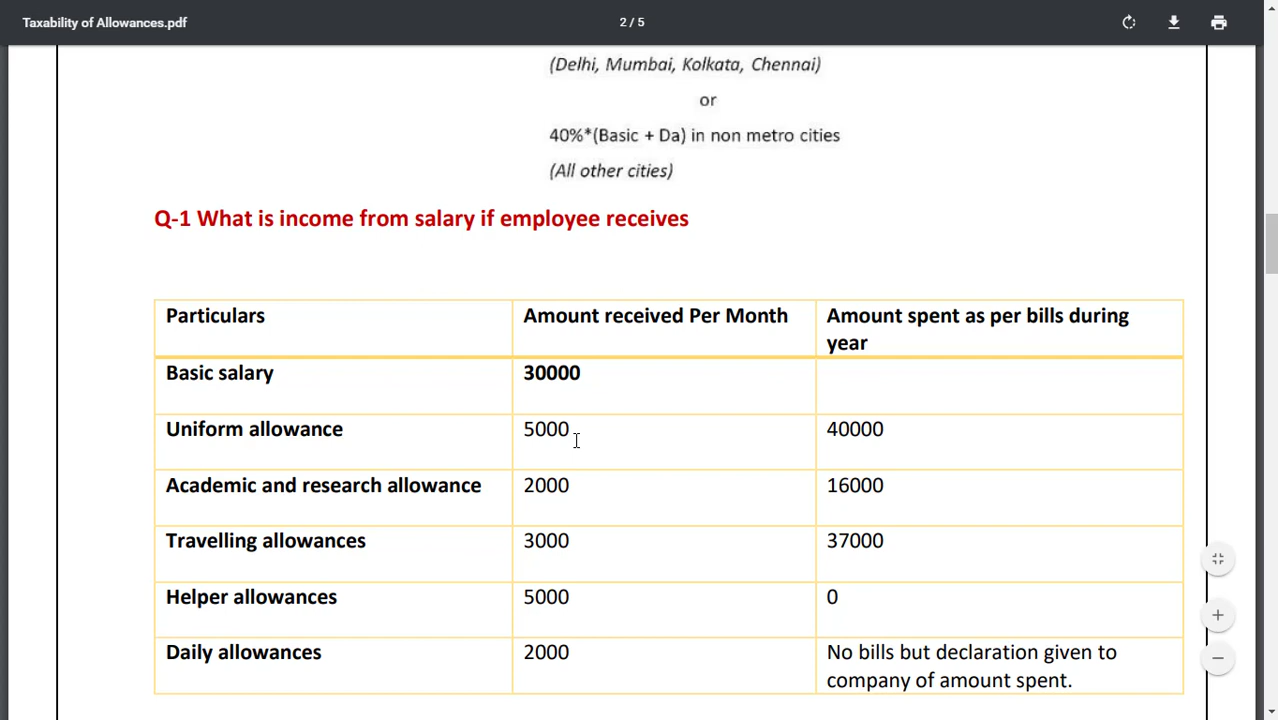 Taxability of Allowances.pdf
2 / 5
(Delhi, Mumbai, Kolkata, Chennai)
or
40%*(Basic + Da) in non metro cities
(All other cities)
Q-1 What is income from salary if employee receives
Particulars
Amount received Per Month
Amount spent as per bills during
year
Basic salary
30000
Uniform allowance
5000
40000
Academic and research allowance
2000
16000
Travelling allowances
3000
37000
Helper allowances
5000
0
Daily allowances
2000
No bills but declaration given to
company of amount spent.